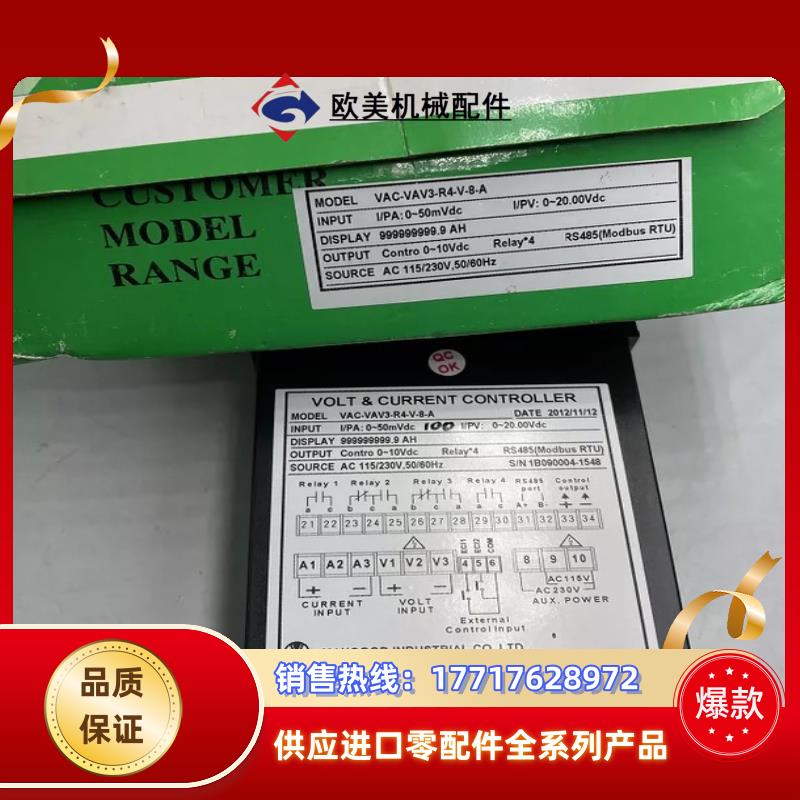 欧美机械配件
CUSTOMER
MODEL
RANGE
MODEL VAC-VAV3-R4-V-8-A
INPUT I/PA: 0~50mVdc I/PV: 0~20.00Vdc
DISPLAY 999999999.9 AH
OUTPUT Contro 0~10Vdc Relay*4 RS485(Modbus RTU)
SOURCE AC 115/230V,50/60Hz
QC
OK
VOLT & CURRENT CONTROLLER
MODEL VAC-VAV3-R4-V-8-A DATE 2012/11/12
INPUT I/PA: 0~50mVdc 100 I/PV: 0~20.00Vdc
DISPLAY 999999999.9 AH
OUTPUT Contro 0~10Vdc Relay*4 RS485(Modbus RTU)
SOURCE AC 115/230V,50/60Hz S/N:1B090004-1548
Relay 1 Relay 2 Relay 3 Relay 4 RS485 port Control output
a c b c a b c a a c A+ B-
21 22 23 24 25 26 27 28 29 30 31 32 33 34
A1 A2 A3 V1 V2 V3 4 5 6 8 9 10
ECI1 ECI2 COM
+ - + -
CURRENT INPUT
VOLT INPUT
External Control Input
AC115V
AC230V
AUX. POWER
INDUSTRIAL CO.,LTD
品质
保证
销售热线：17717628972
供应进口零配件全系列产品
爆款